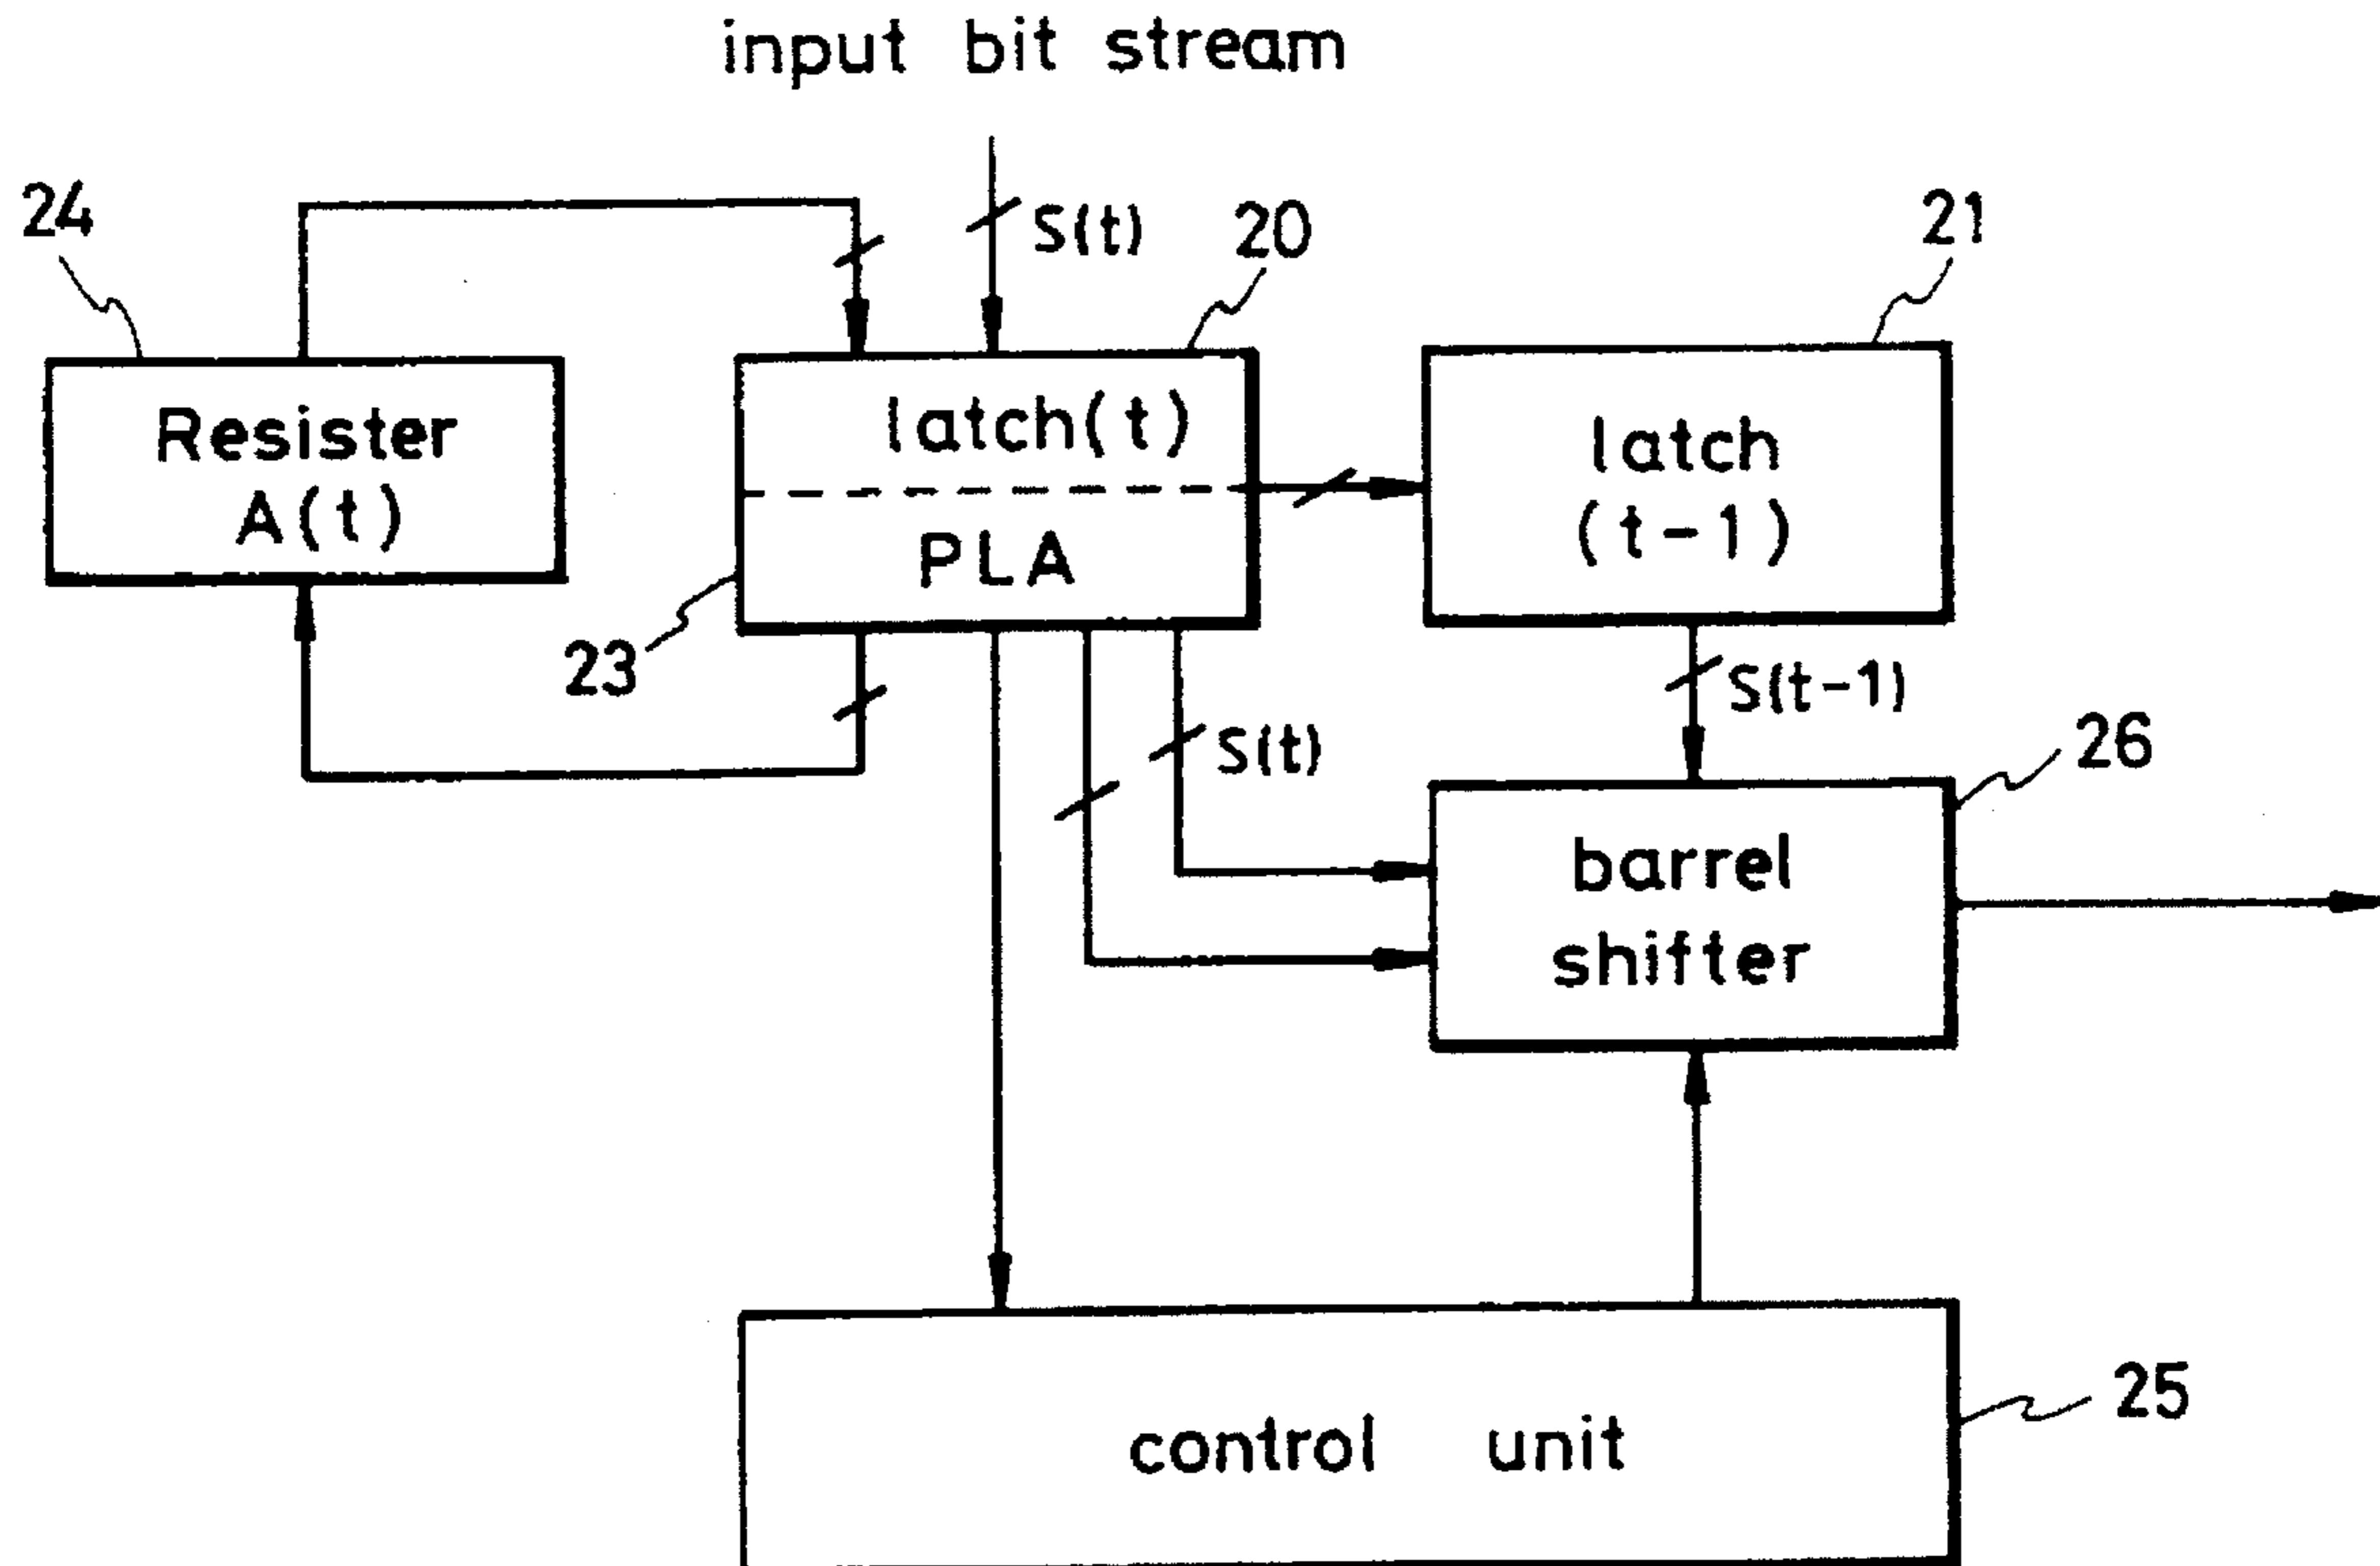 input bit stream
24
S(t)
20
21
Resister
A(t)
latch(t)
PLA
latch
(t-1)
23
S(t)
S(t-1)
26
barrel
shifter
25
control unit